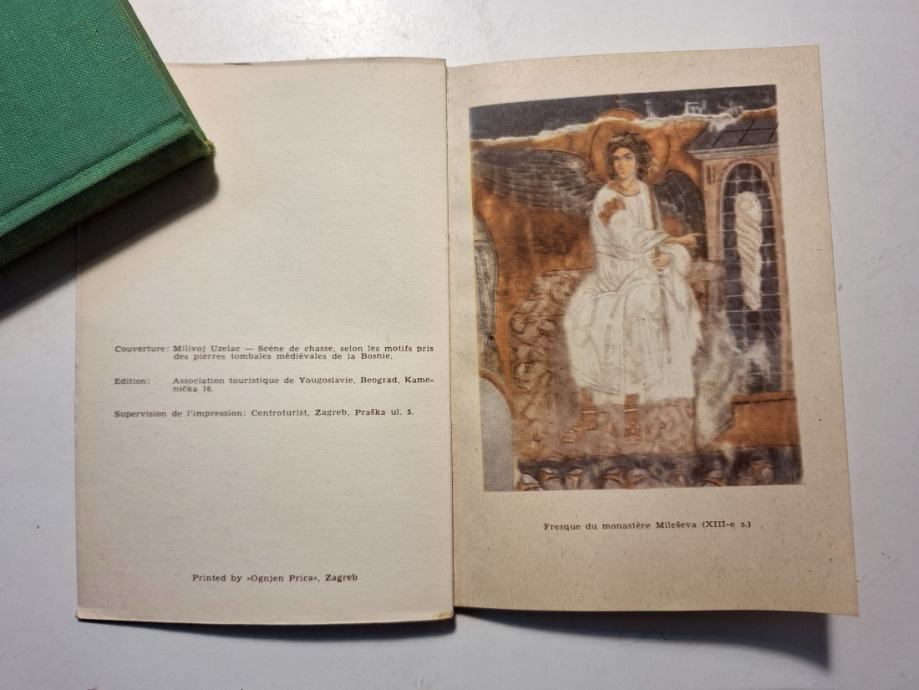 Couverture: Milivoj Uzelac — Scène de chasse, selon les motifs pris
des pierres tombales médiévales de la Bosnie.
Edition: Association touristique de Yougoslavie, Beograd, Kame-
nička 16.
Supervision de l'impression: Centroturist, Zagreb, Praška ul. 5.
Printed by »Ognjen Prica«, Zagreb
Fresque du monastère Mileševa (XIII-e s.)